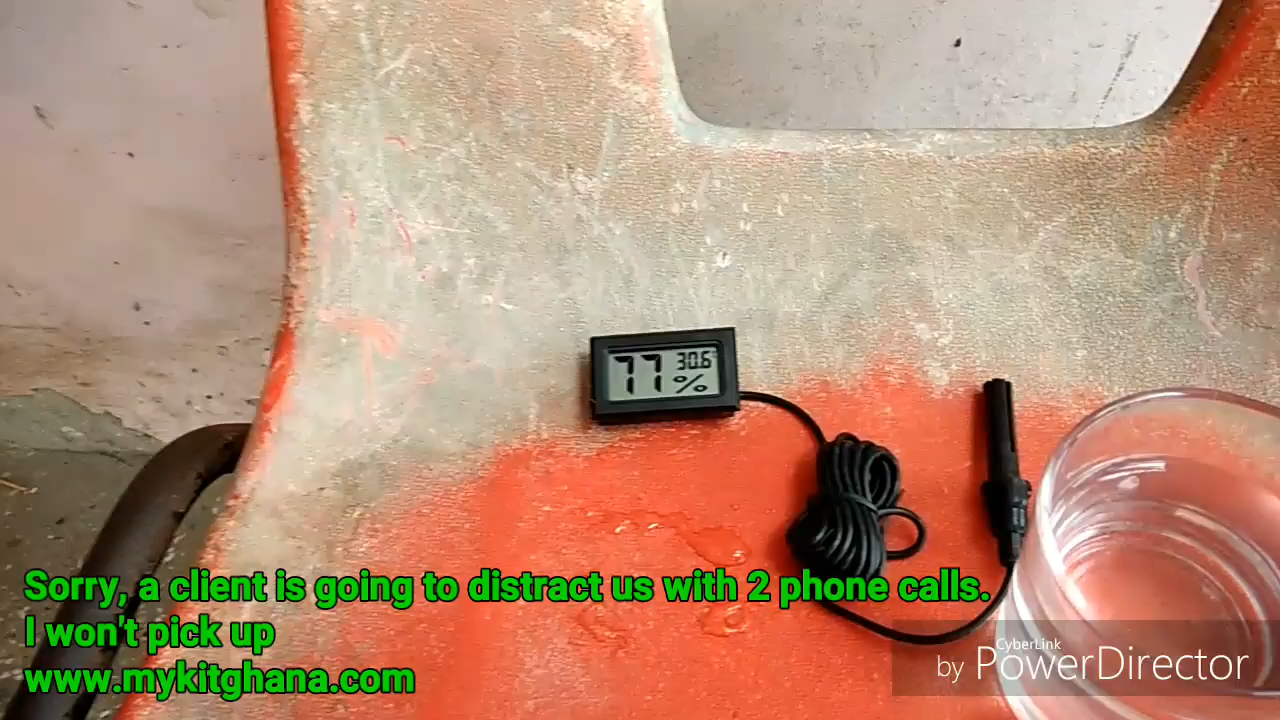 77 30.6
%
Sorry, a client is going to distract us with 2 phone calls.
I won't pick up
www.mykitghana.com
CyberLink
by PowerDirector